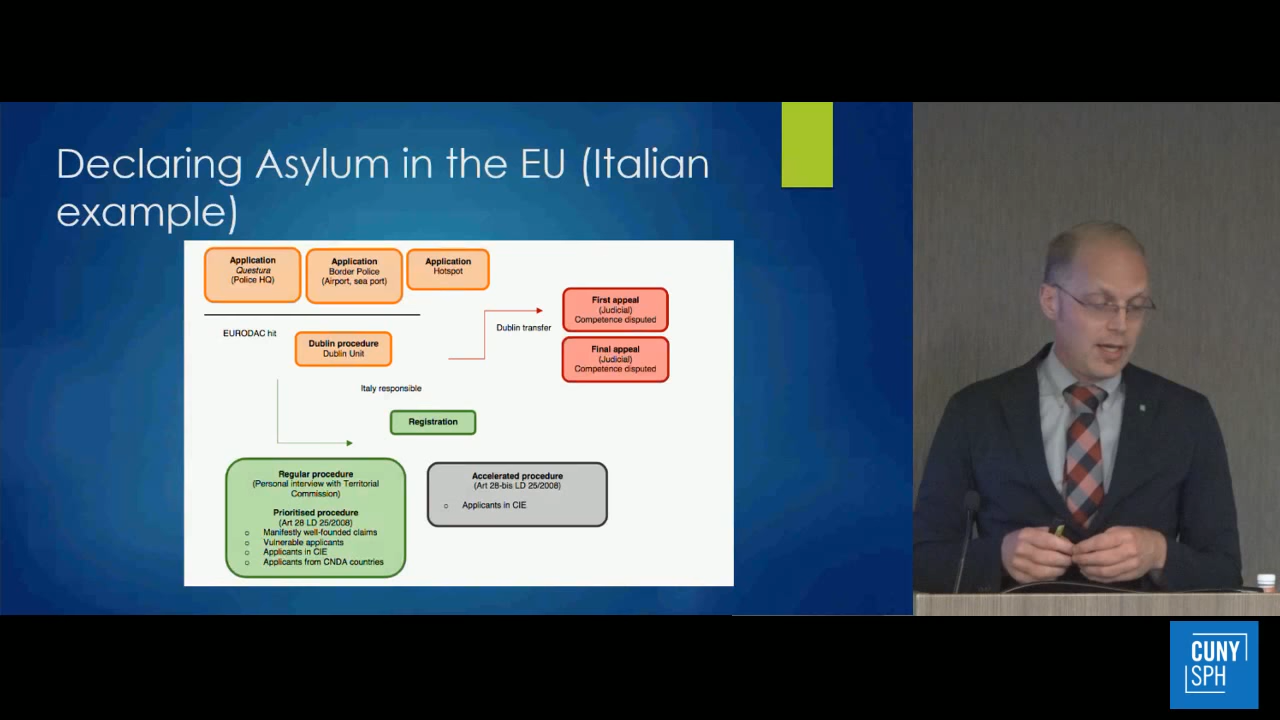 Declaring Asylum in the EU (Italian
example)
Application
Questura
(Police HQ)
Application
Border Police
(Airport, sea port)
Application
Hotspot
EURODAC hit
Dublin procedure
Dublin Unit
Dublin transfer
First appeal
(Judicial)
Competence disputed
Final appeal
(Judicial)
Competence disputed
Italy responsible
Registration
Regular procedure
(Personal interview with Territorial
Commission)
Prioritised procedure
(Art 28 LD 25/2008)
o Manifestly well-founded claims
o Vulnerable applicants
o Applicants in CIE
o Applicants from CNDA countries
Accelerated procedure
(Art 28-bis LD 25/2008)
o Applicants in CIE
CUNY
SPH